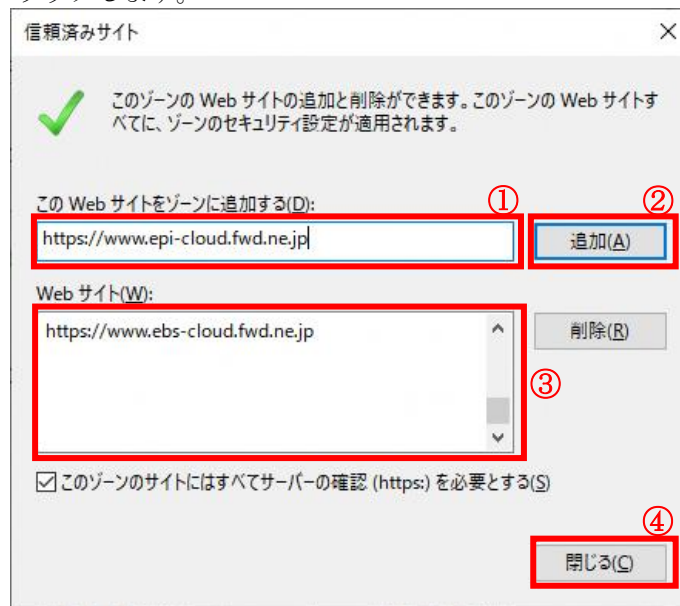 信頼済みサイト
このゾーンの Web サイトの追加と削除ができます。このゾーンの Web サイトす
べてに、ゾーンのセキュリティ設定が適用されます。
この Web サイトをゾーンに追加する(D):
①
②
https://www.epi-cloud.fwd.ne.jp
追加(A)
Web サイト(W):
https://www.ebs-cloud.fwd.ne.jp
削除(R)
③
このゾーンのサイトにはすべてサーバーの確認 (https:) を必要とする(S)
④
閉じる(C)